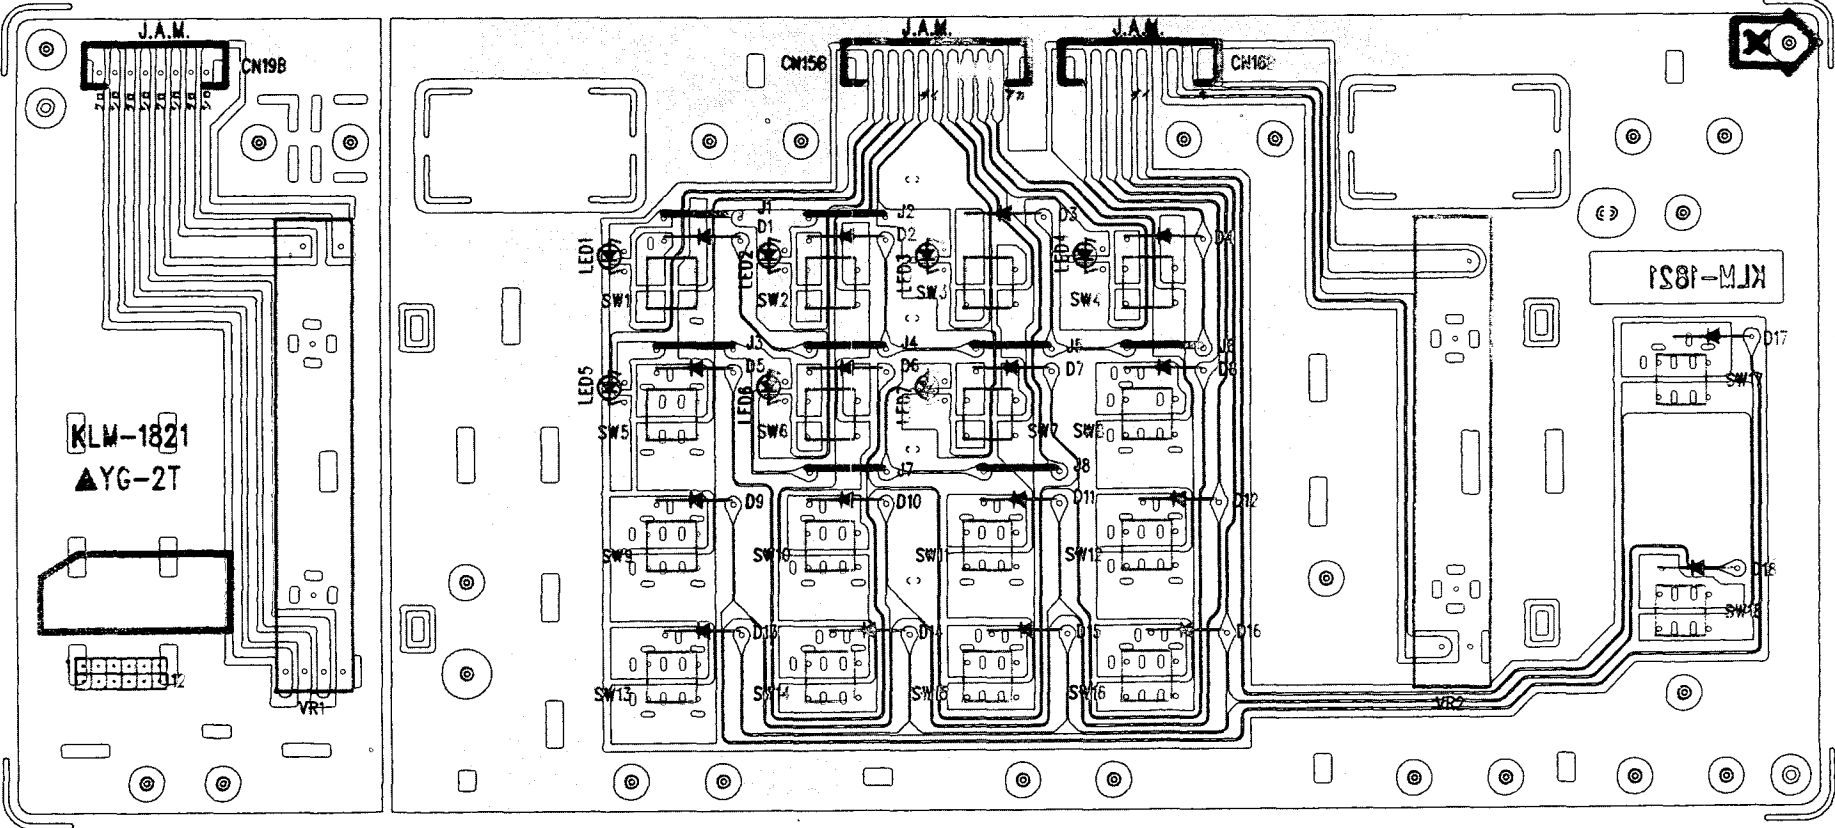 J.A.M.
CN19B
J.A.M.
CN15B
J.A.M.
CN16
J1
J2
D1
D2
D3
D4
LED1
LED2
LED3
LED4
SW1
SW2
SW3
SW4
J3
J4
J5
J6
D5
D6
D7
D8
LED5
LED6
LED7
SW5
SW6
SW7
SW8
J7
J8
D9
D10
D11
D12
SW9
SW10
SW11
SW12
D13
D14
D15
D16
SW13
SW14
SW15
SW16
D17
SW17
D18
SW18
KLM-1821
KLM-1821
▲YG-2T
1
12
VR1
VR2